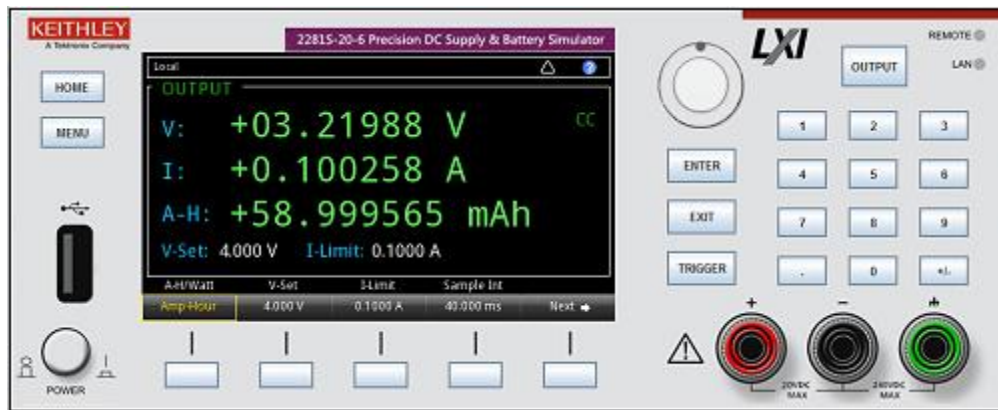 KEITHLEY
A Tektronix Company
2281S-20-6 Precision DC Supply & Battery Simulator
LXI
REMOTE
LAN
OUTPUT
HOME
MENU
Local
?
OUTPUT
V: +03.21988 V CC
I: +0.100258 A
A-H: +58.999565 mAh
V-Set: 4.000 V I-Limit: 0.1000 A
A-H/Watt V-Set I-Limit Sample Int
Amp-Hour 4.000 V 0.1000 A 40.000 ms Next
POWER
ENTER
EXIT
TRIGGER
1 2 3
4 5 6
7 8 9
. 0 +/-
+ −
20VDC MAX
240VDC MAX